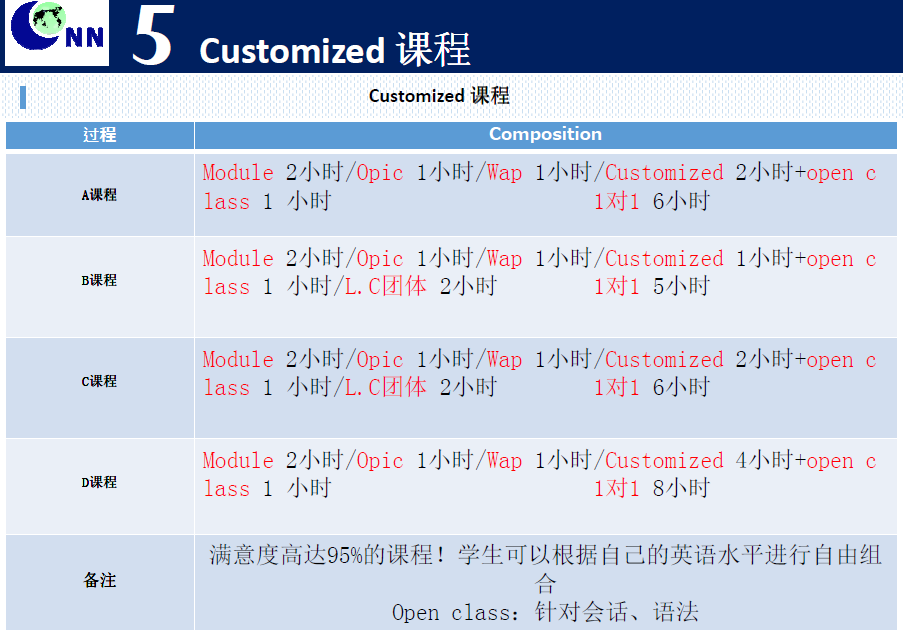 CNN
5 Customized 课程
Customized 课程
过程 Composition
A课程
Module 2小时/Opic 1小时/Wap 1小时/Customized 2小时+open c
lass 1 小时 1对1 6小时
B课程
Module 2小时/Opic 1小时/Wap 1小时/Customized 1小时+open c
lass 1 小时/L.C团体 2小时 1对1 5小时
C课程
Module 2小时/Opic 1小时/Wap 1小时/Customized 2小时+open c
lass 1 小时/L.C团体 2小时 1对1 6小时
D课程
Module 2小时/Opic 1小时/Wap 1小时/Customized 4小时+open c
lass 1 小时 1对1 8小时
备注
满意度高达95%的课程！学生可以根据自己的英语水平进行自由组
合
Open class: 针对会话、语法